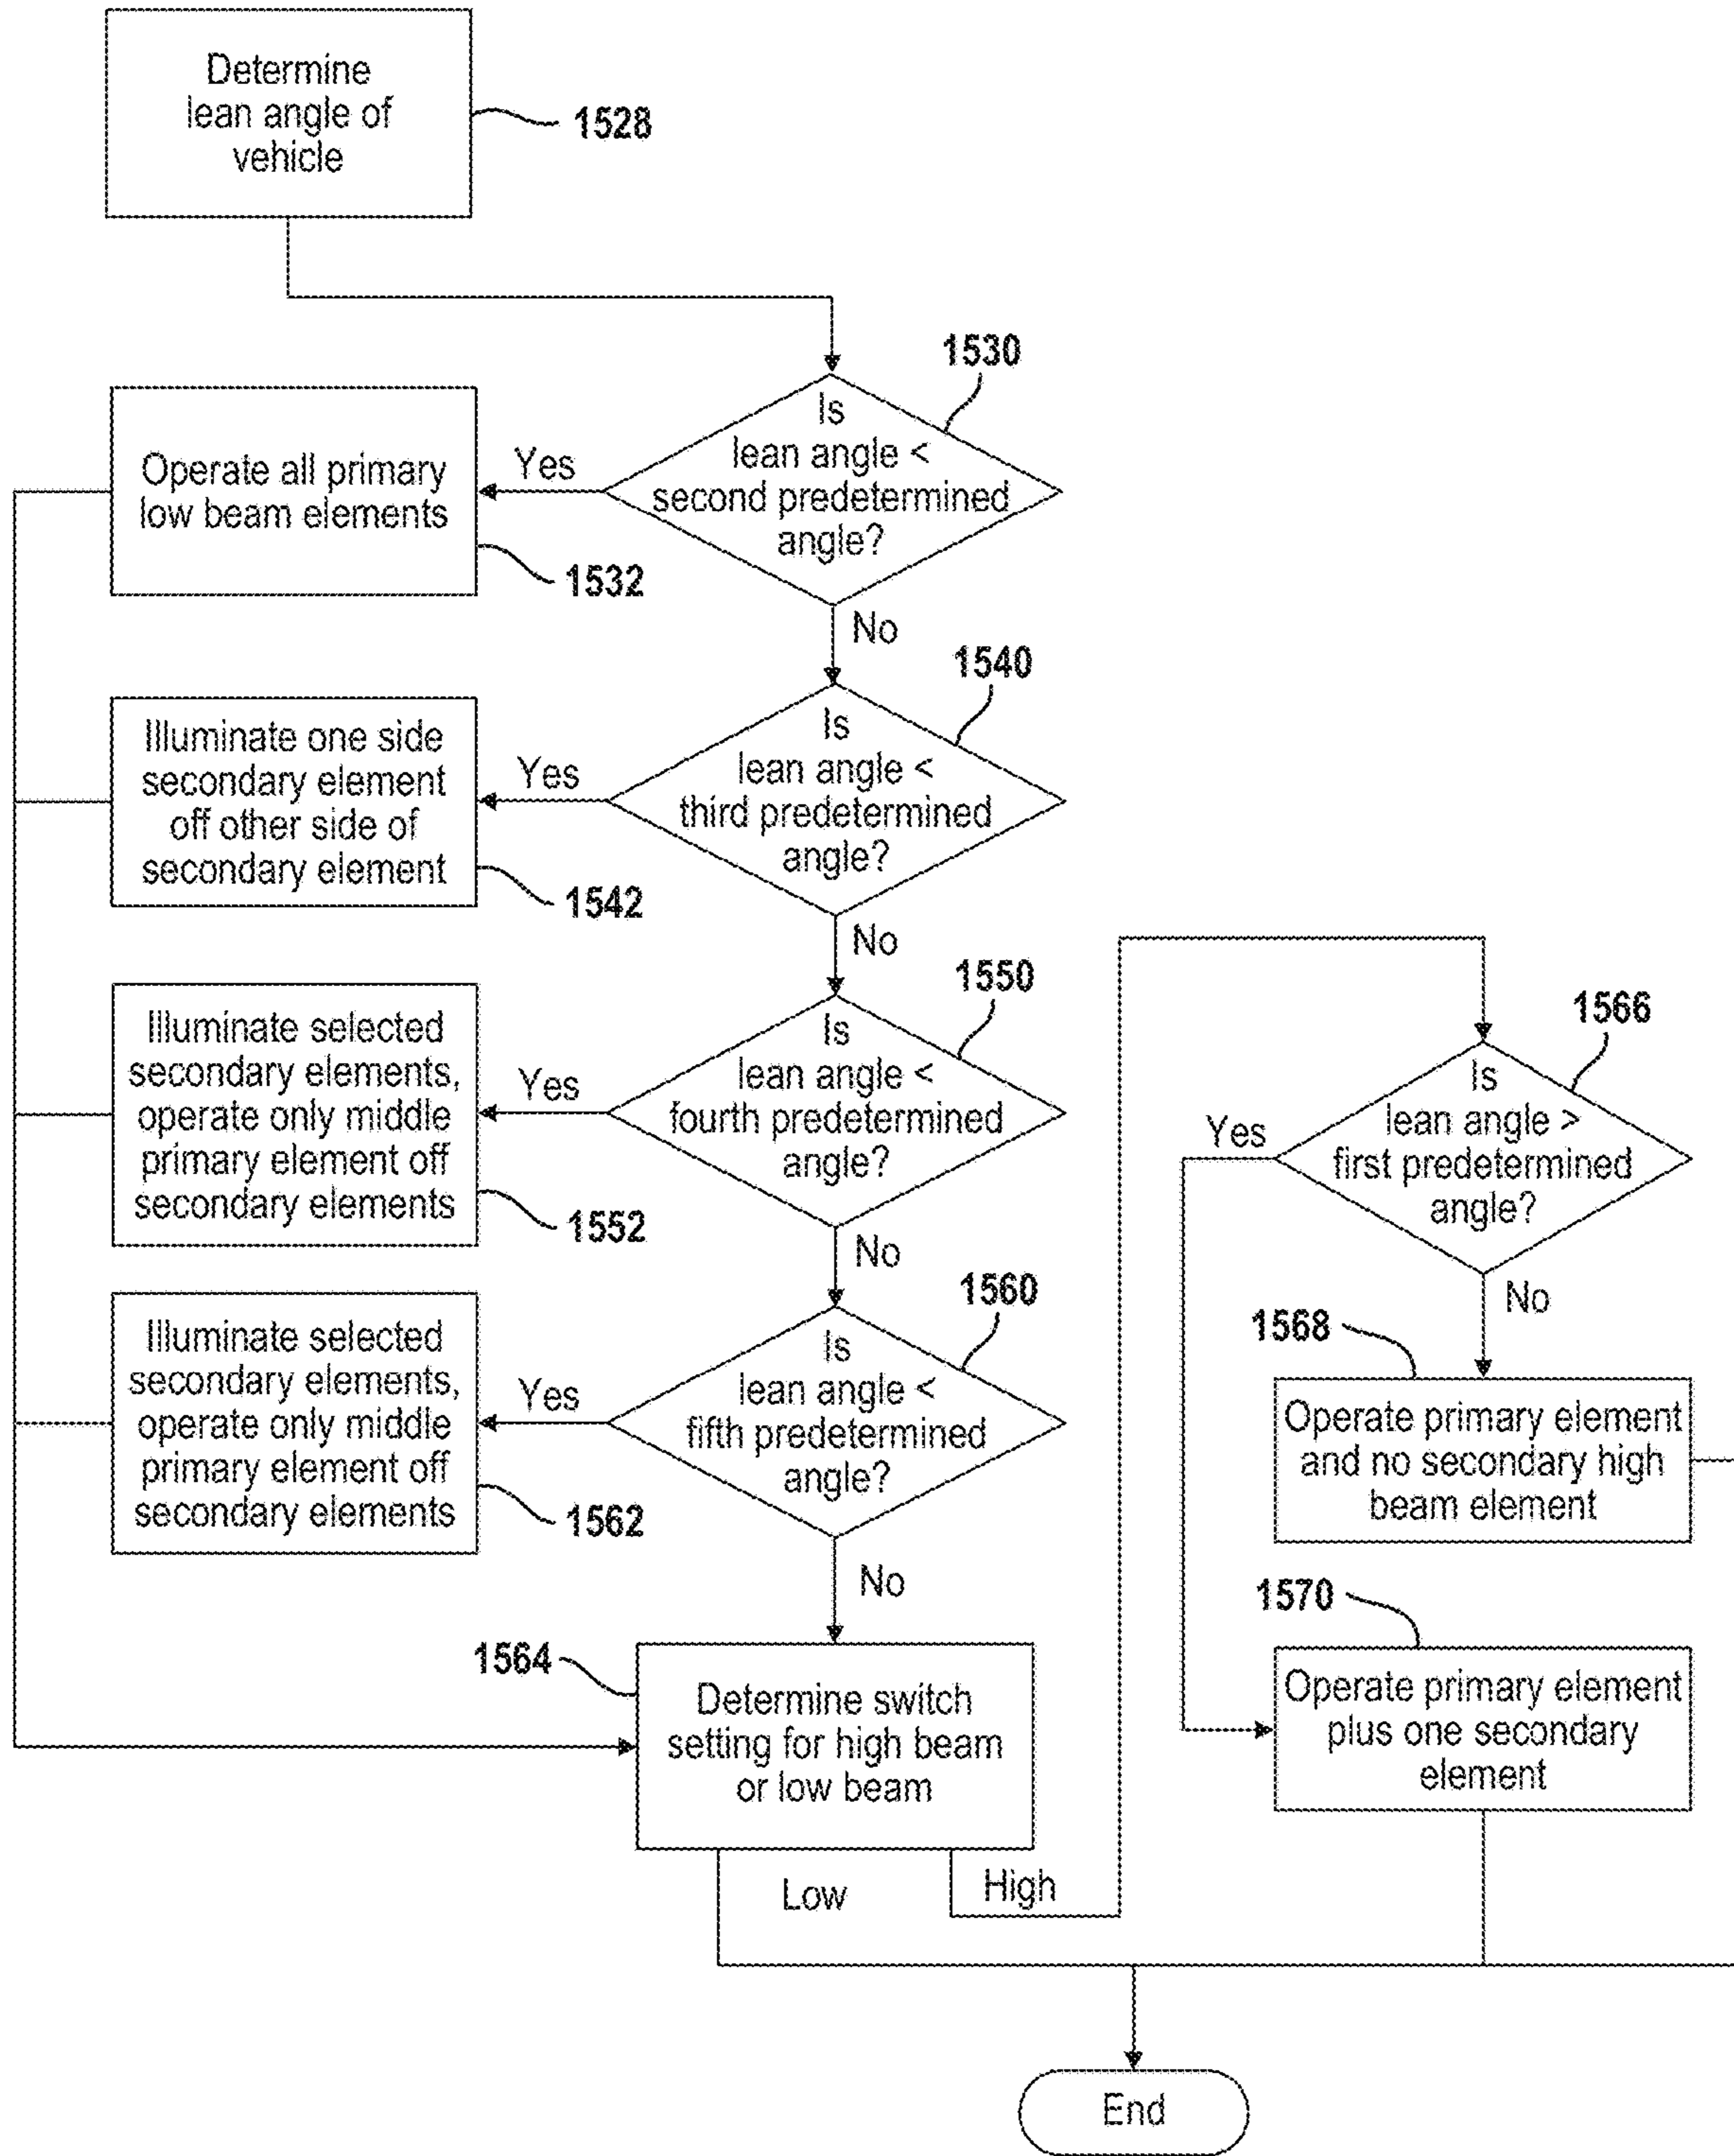 Determine
lean angle of
vehicle
1528
1530
Is
lean angle <
second predetermined
angle?
Yes
Operate all primary
low beam elements
1532
No
1540
Is
lean angle <
third predetermined
angle?
Yes
Illuminate one side
secondary element
off other side of
secondary element
1542
No
1550
Is
lean angle <
fourth predetermined
angle?
Yes
Illuminate selected
secondary elements,
operate only middle
primary element off
secondary elements
1552
No
1560
Is
lean angle <
fifth predetermined
angle?
Yes
Illuminate selected
secondary elements,
operate only middle
primary element off
secondary elements
1562
No
1564
Determine switch
setting for high beam
or low beam
Low
High
1566
Is
lean angle >
first predetermined
angle?
Yes
No
1568
Operate primary element
and no secondary high
beam element
1570
Operate primary element
plus one secondary
element
End